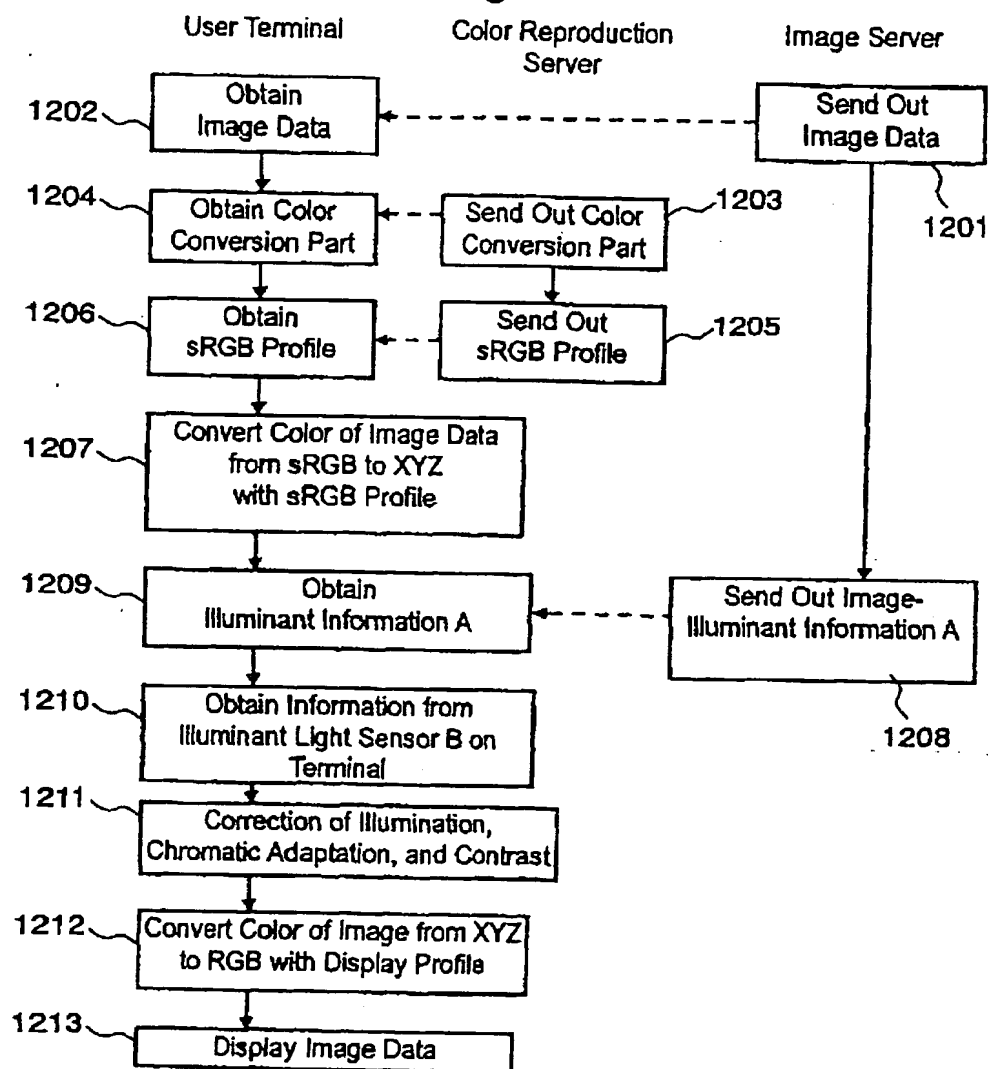 User Terminal
Color Reproduction
Server
Image Server
1202
Obtain
Image Data
Send Out
Image Data
1201
1204
Obtain Color
Conversion Part
Send Out Color
Conversion Part
1203
1206
Obtain
sRGB Profile
Send Out
sRGB Profile
1205
1207
Convert Color of Image Data
from sRGB to XYZ
with sRGB Profile
1209
Obtain
Illuminant Information A
Send Out Image-
Illuminant Information A
1208
1210
Obtain Information from
Illuminant Light Sensor B on
Terminal
1211
Correction of Illumination,
Chromatic Adaptation, and Contrast
1212
Convert Color of Image from XYZ
to RGB with Display Profile
1213
Display Image Data